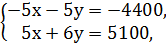 −5x − 5y = −4400,
5x + 6y = 5100,